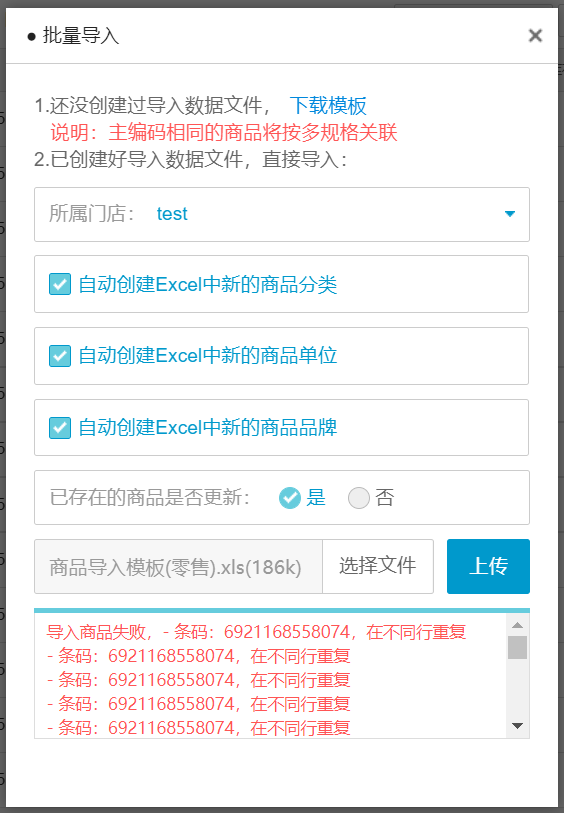 ● 批量导入
1.还没创建过导入数据文件， 下载模板
说明：主编码相同的商品将按多规格关联
2.已创建好导入数据文件，直接导入：
所属门店： test
自动创建Excel中新的商品分类
自动创建Excel中新的商品单位
自动创建Excel中新的商品品牌
已存在的商品是否更新： 是 否
商品导入模板(零售).xls(186k) 选择文件 上传
导入商品失败，- 条码：6921168558074，在不同行重复
- 条码：6921168558074，在不同行重复
- 条码：6921168558074，在不同行重复
- 条码：6921168558074，在不同行重复
- 条码：6921168558074，在不同行重复